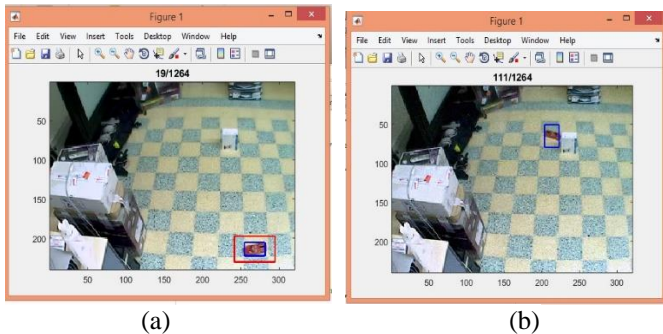 Figure 1
File Edit View Insert Tools Desktop Window Help
19/1264
50
100
150
200
50 100 150 200 250 300
(a)
Figure 1
File Edit View Insert Tools Desktop Window Help
111/1264
50
100
150
200
50 100 150 200 250 300
(b)